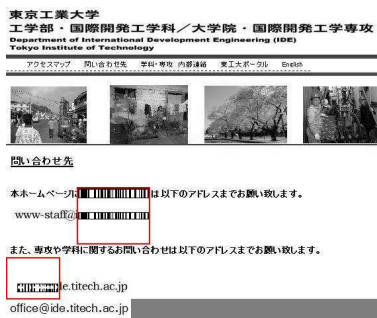 東京工業大学
工学部・国際開発工学科／大学院・国際開発工学専攻
Department of International Development Engineering (IDE)
Tokyo Institute of Technology
アクセスマップ 問い合わせ先 学科・専攻 内部連絡 東工大ポータル English
問い合わせ先
本ホームページに は以下のアドレスまでお願い致します。
www-staff@
また、専攻や学科に関するお問い合わせは以下のアドレスまでお願い致します。
ide.titech.ac.jp
office@ide.titech.ac.jp